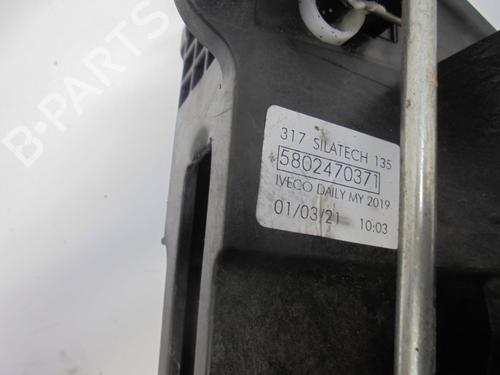 B-PARTS
317 SILATECH 135
5802470371
IVECO DAILY MY 2019
01/03/21 10:03